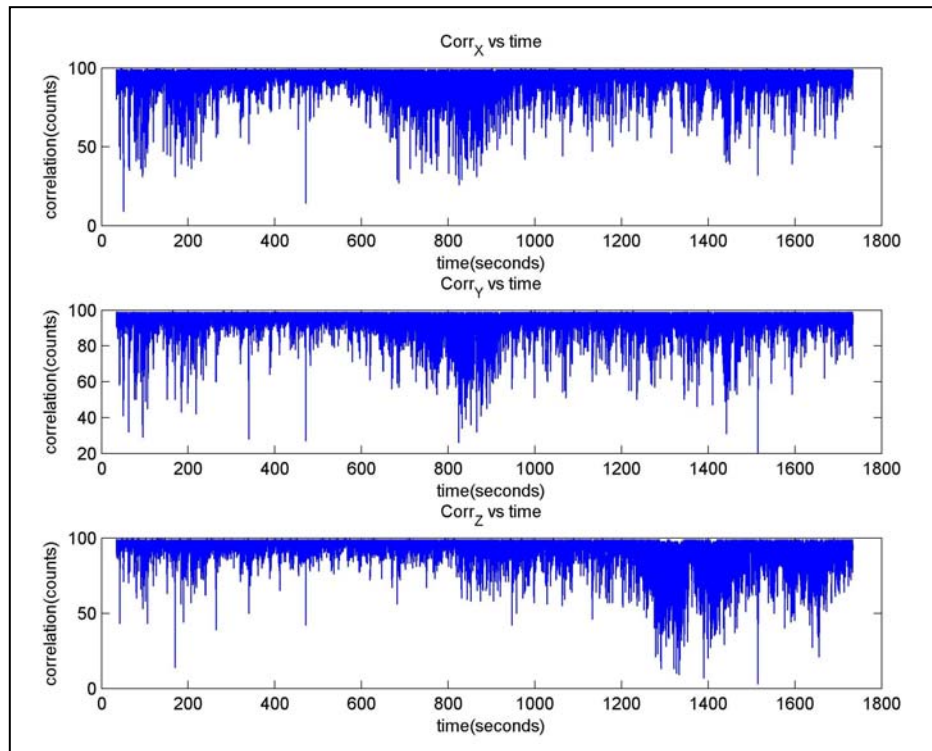 Corr_X vs time
correlation(counts)
100
50
0
0 200 400 600 800 1000 1200 1400 1600 1800
time(seconds)
Corr_Y vs time
correlation(counts)
100
80
60
40
20
0 200 400 600 800 1000 1200 1400 1600 1800
time(seconds)
Corr_Z vs time
correlation(counts)
100
50
0
0 200 400 600 800 1000 1200 1400 1600 1800
time(seconds)